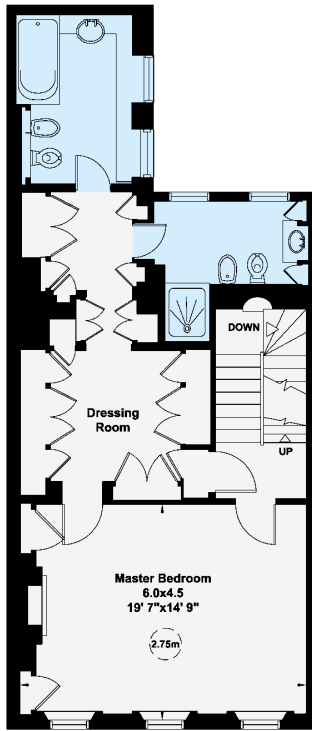 DOWN
UP
Dressing
Room
Master Bedroom
6.0x4.5
19' 7"x14' 9"
2.75m